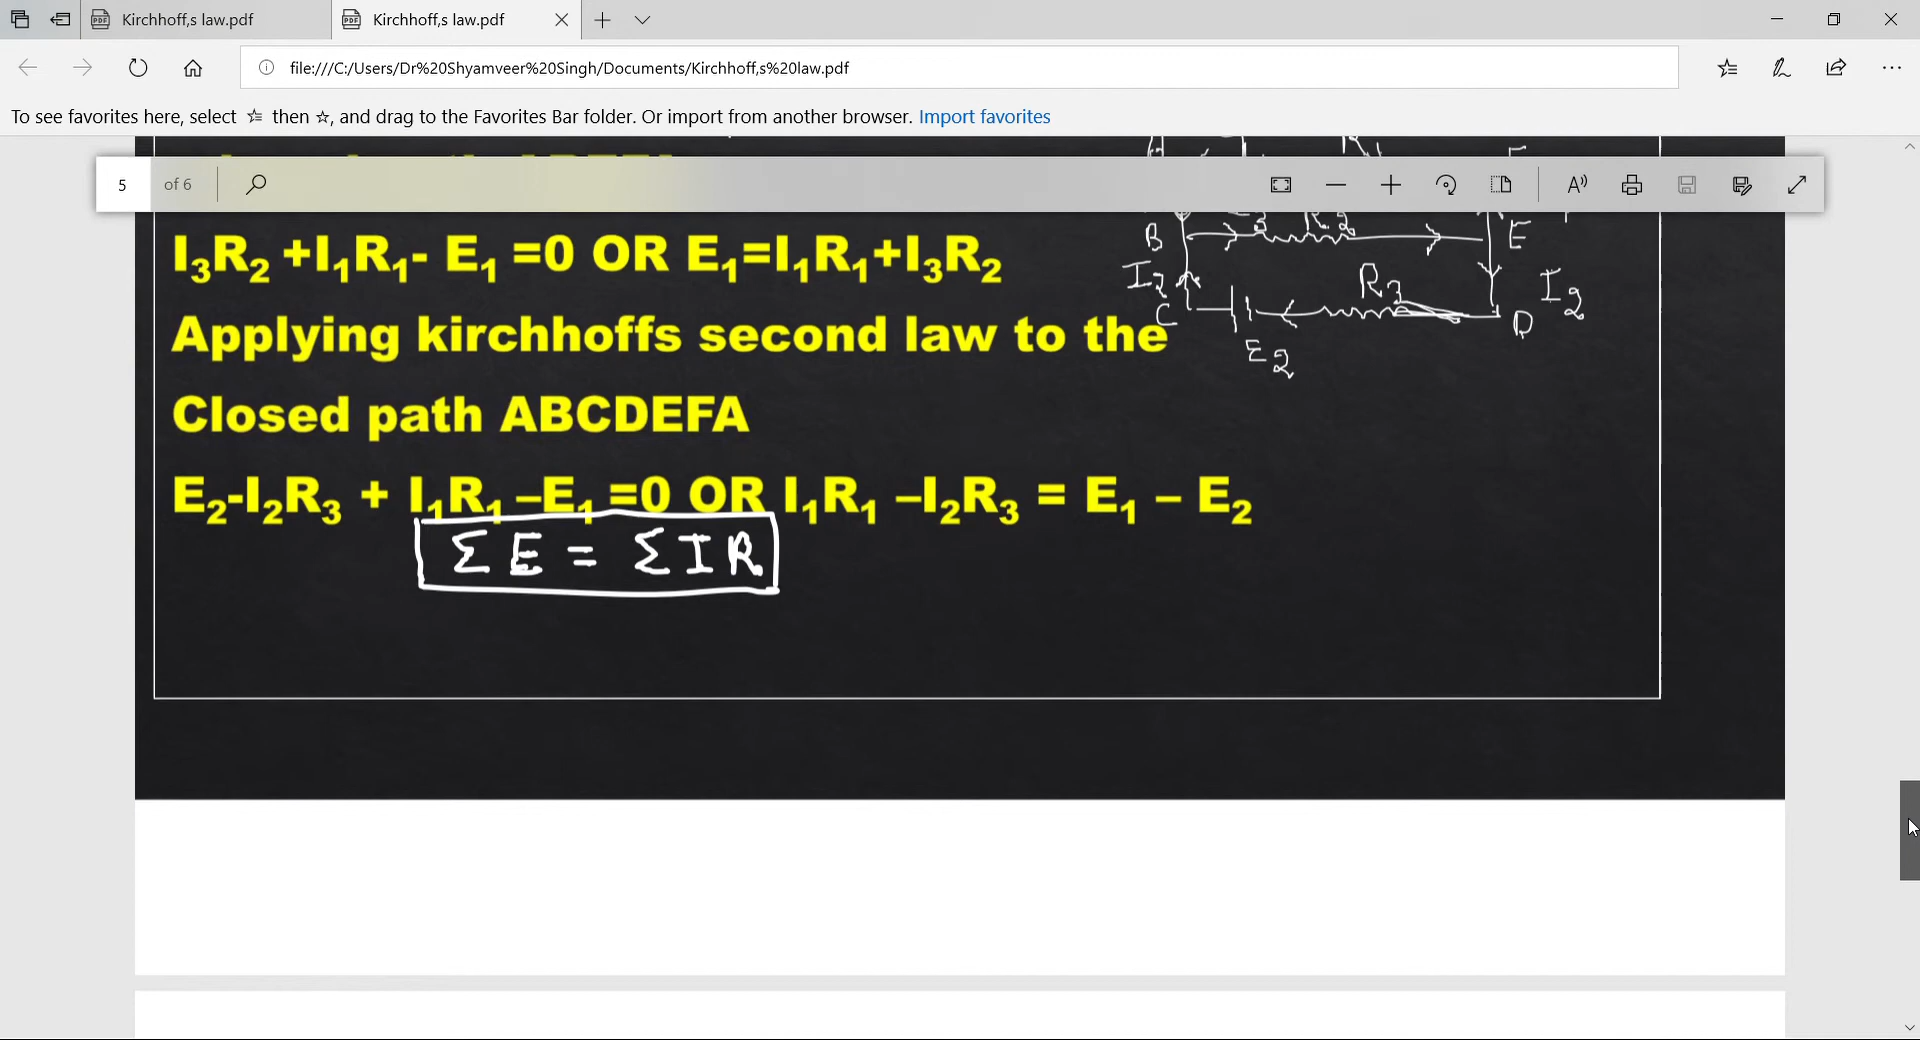 Kirchhoff,s law.pdf
Kirchhoff,s law.pdf
file:///C:/Users/Dr%20Shyamveer%20Singh/Documents/Kirchhoff,s%20law.pdf
To see favorites here, select ☆ then ☆, and drag to the Favorites Bar folder. Or import from another browser. Import favorites
5 of 6
I₃R₂ +I₁R₁- E₁ =0 OR E₁=I₁R₁+I₃R₂
Applying kirchhoffs second law to the
Closed path ABCDEFA
E₂-I₂R₃ + I₁R₁ –E₁ =0 OR I₁R₁ –I₂R₃ = E₁ – E₂
Σ E = Σ I R
B
E
I₂
R₃
I₂
C
D
E₂